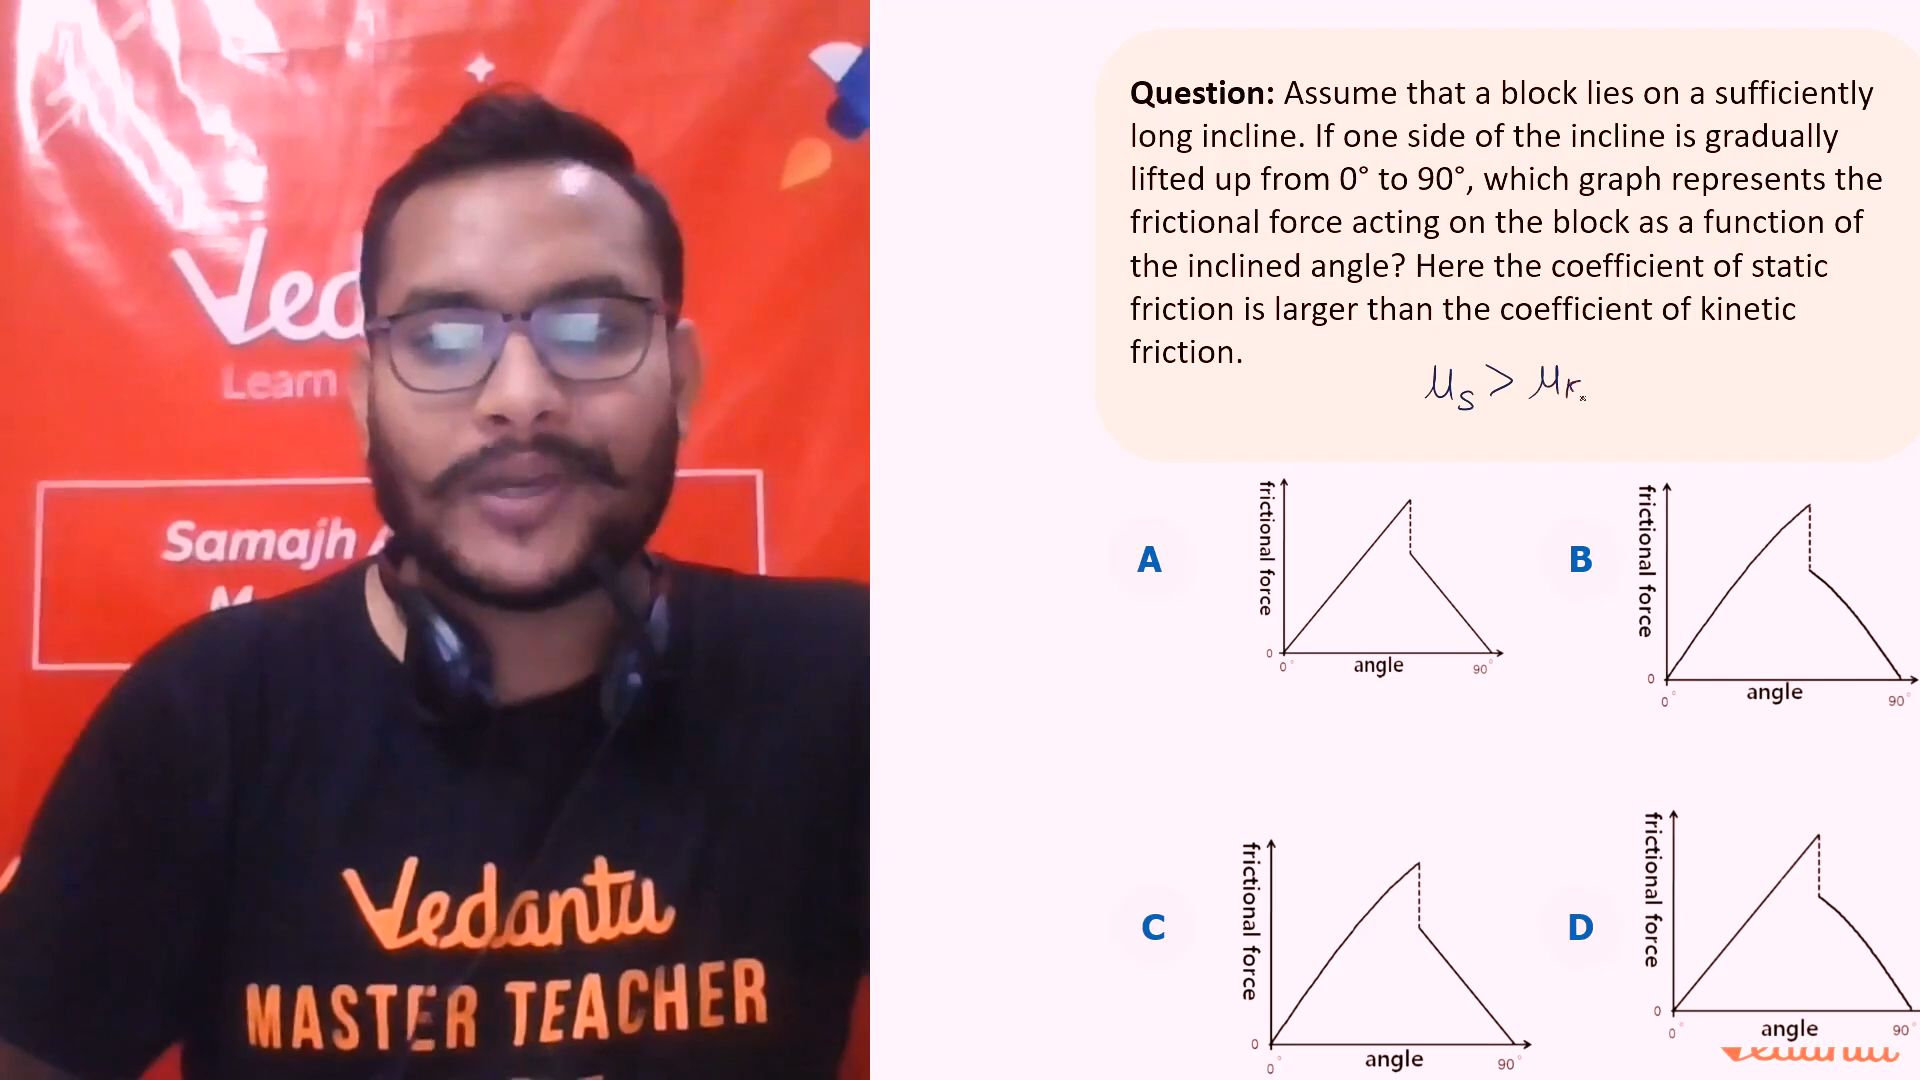 Ved
Learn
Samajh
M
Vedantu
MASTER TEACHER
Question: Assume that a block lies on a sufficiently
long incline. If one side of the incline is gradually
lifted up from 0° to 90°, which graph represents the
frictional force acting on the block as a function of
the inclined angle? Here the coefficient of static
friction is larger than the coefficient of kinetic
friction.
μs > μk
A
frictional force
0
0°
angle
90°
B
frictional force
0
0°
angle
90°
C
frictional force
0
0°
angle
90°
D
frictional force
0
0°
angle
90°
Vedantu